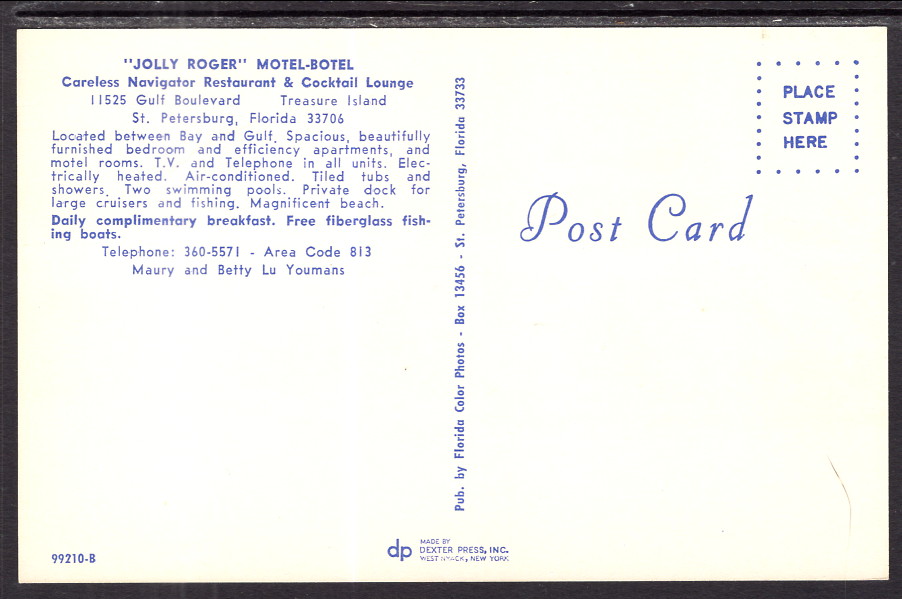 "JOLLY ROGER" MOTEL-BOTEL
Careless Navigator Restaurant & Cocktail Lounge
11525 Gulf Boulevard Treasure Island
St. Petersburg, Florida 33706
Located between Bay and Gulf. Spacious, beautifully
furnished bedroom and efficiency apartments, and
motel rooms. T.V. and Telephone in all units. Elec-
trically heated. Air-conditioned. Tiled tubs and
showers. Two swimming pools. Private dock for
large cruisers and fishing. Magnificent beach.
Daily complimentary breakfast. Free fiberglass fish-
ing boats.
Telephone: 360-5571 - Area Code 813
Maury and Betty Lu Youmans
99210-B
Pub. by Florida Color Photos - Box 13456 - St. Petersburg, Florida 33733
dp
MADE BY
DEXTER PRESS, INC.
WEST NYACK, NEW YORK
PLACE
STAMP
HERE
Post Card